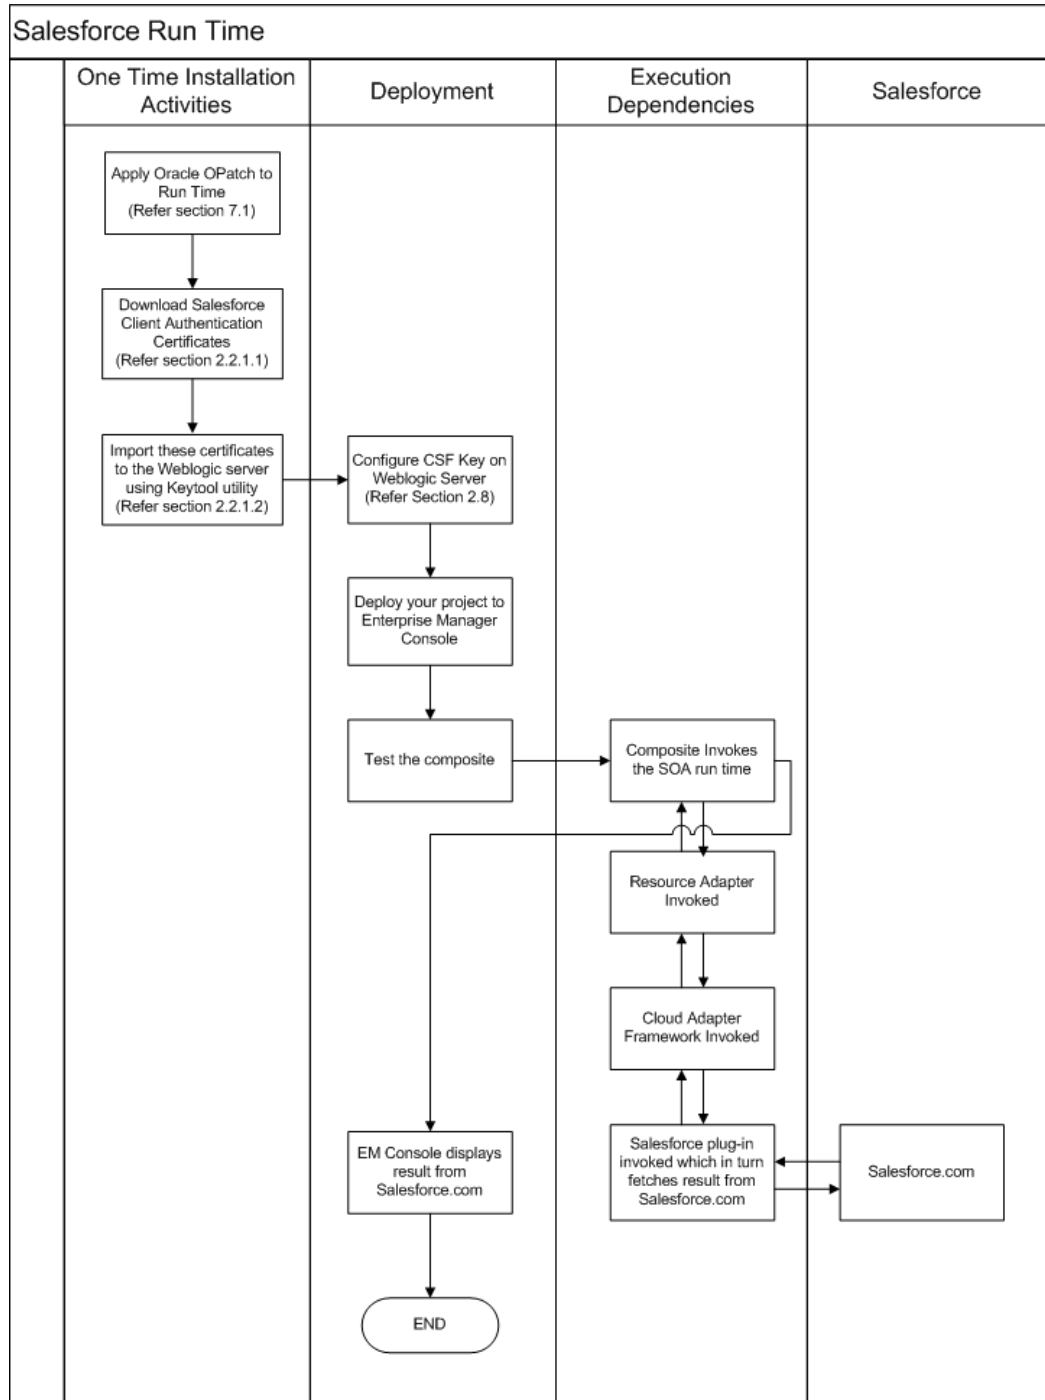 Salesforce Run Time
One Time Installation
Activities
Deployment
Execution
Dependencies
Salesforce
Apply Oracle OPatch to
Run Time
(Refer section 7.1)
Download Salesforce
Client Authentication
Certificates
(Refer section 2.2.1.1)
Import these certificates
to the Weblogic server
using Keytool utility
(Refer section 2.2.1.2)
Configure CSF Key on
Weblogic Server
(Refer Section 2.8)
Deploy your project to
Enterprise Manager
Console
Test the composite
Composite Invokes
the SOA run time
Resource Adapter
Invoked
Cloud Adapter
Framework Invoked
Salesforce plug-in
invoked which in turn
fetches result from
Salesforce.com
Salesforce.com
EM Console displays
result from
Salesforce.com
END